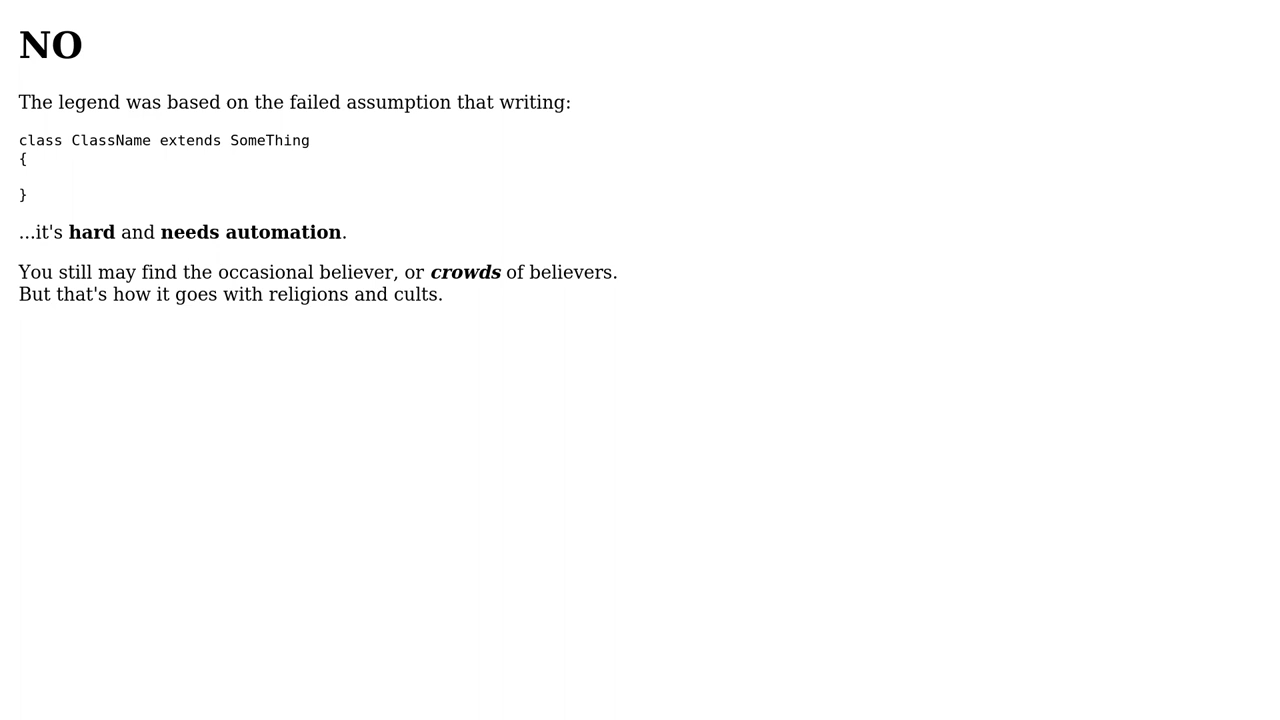 NO
The legend was based on the failed assumption that writing:
class ClassName extends SomeThing
{
}
...it's hard and needs automation.
You still may find the occasional believer, or crowds of believers.
But that's how it goes with religions and cults.